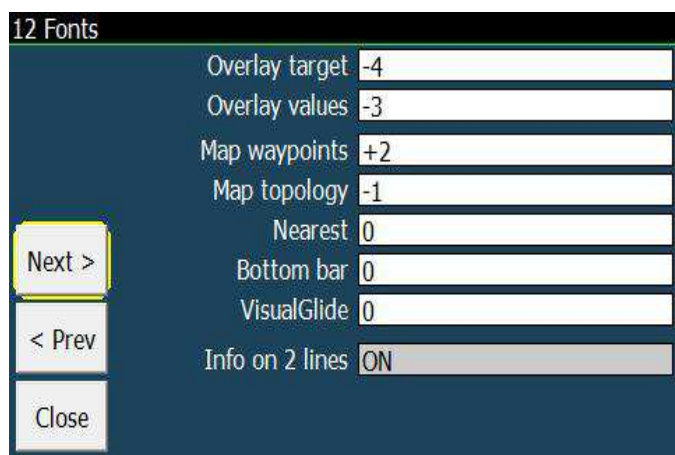 12 Fonts
Overlay target -4
Overlay values -3
Map waypoints +2
Map topology -1
Nearest 0
Bottom bar 0
VisualGlide 0
Info on 2 lines ON
Next >
< Prev
Close